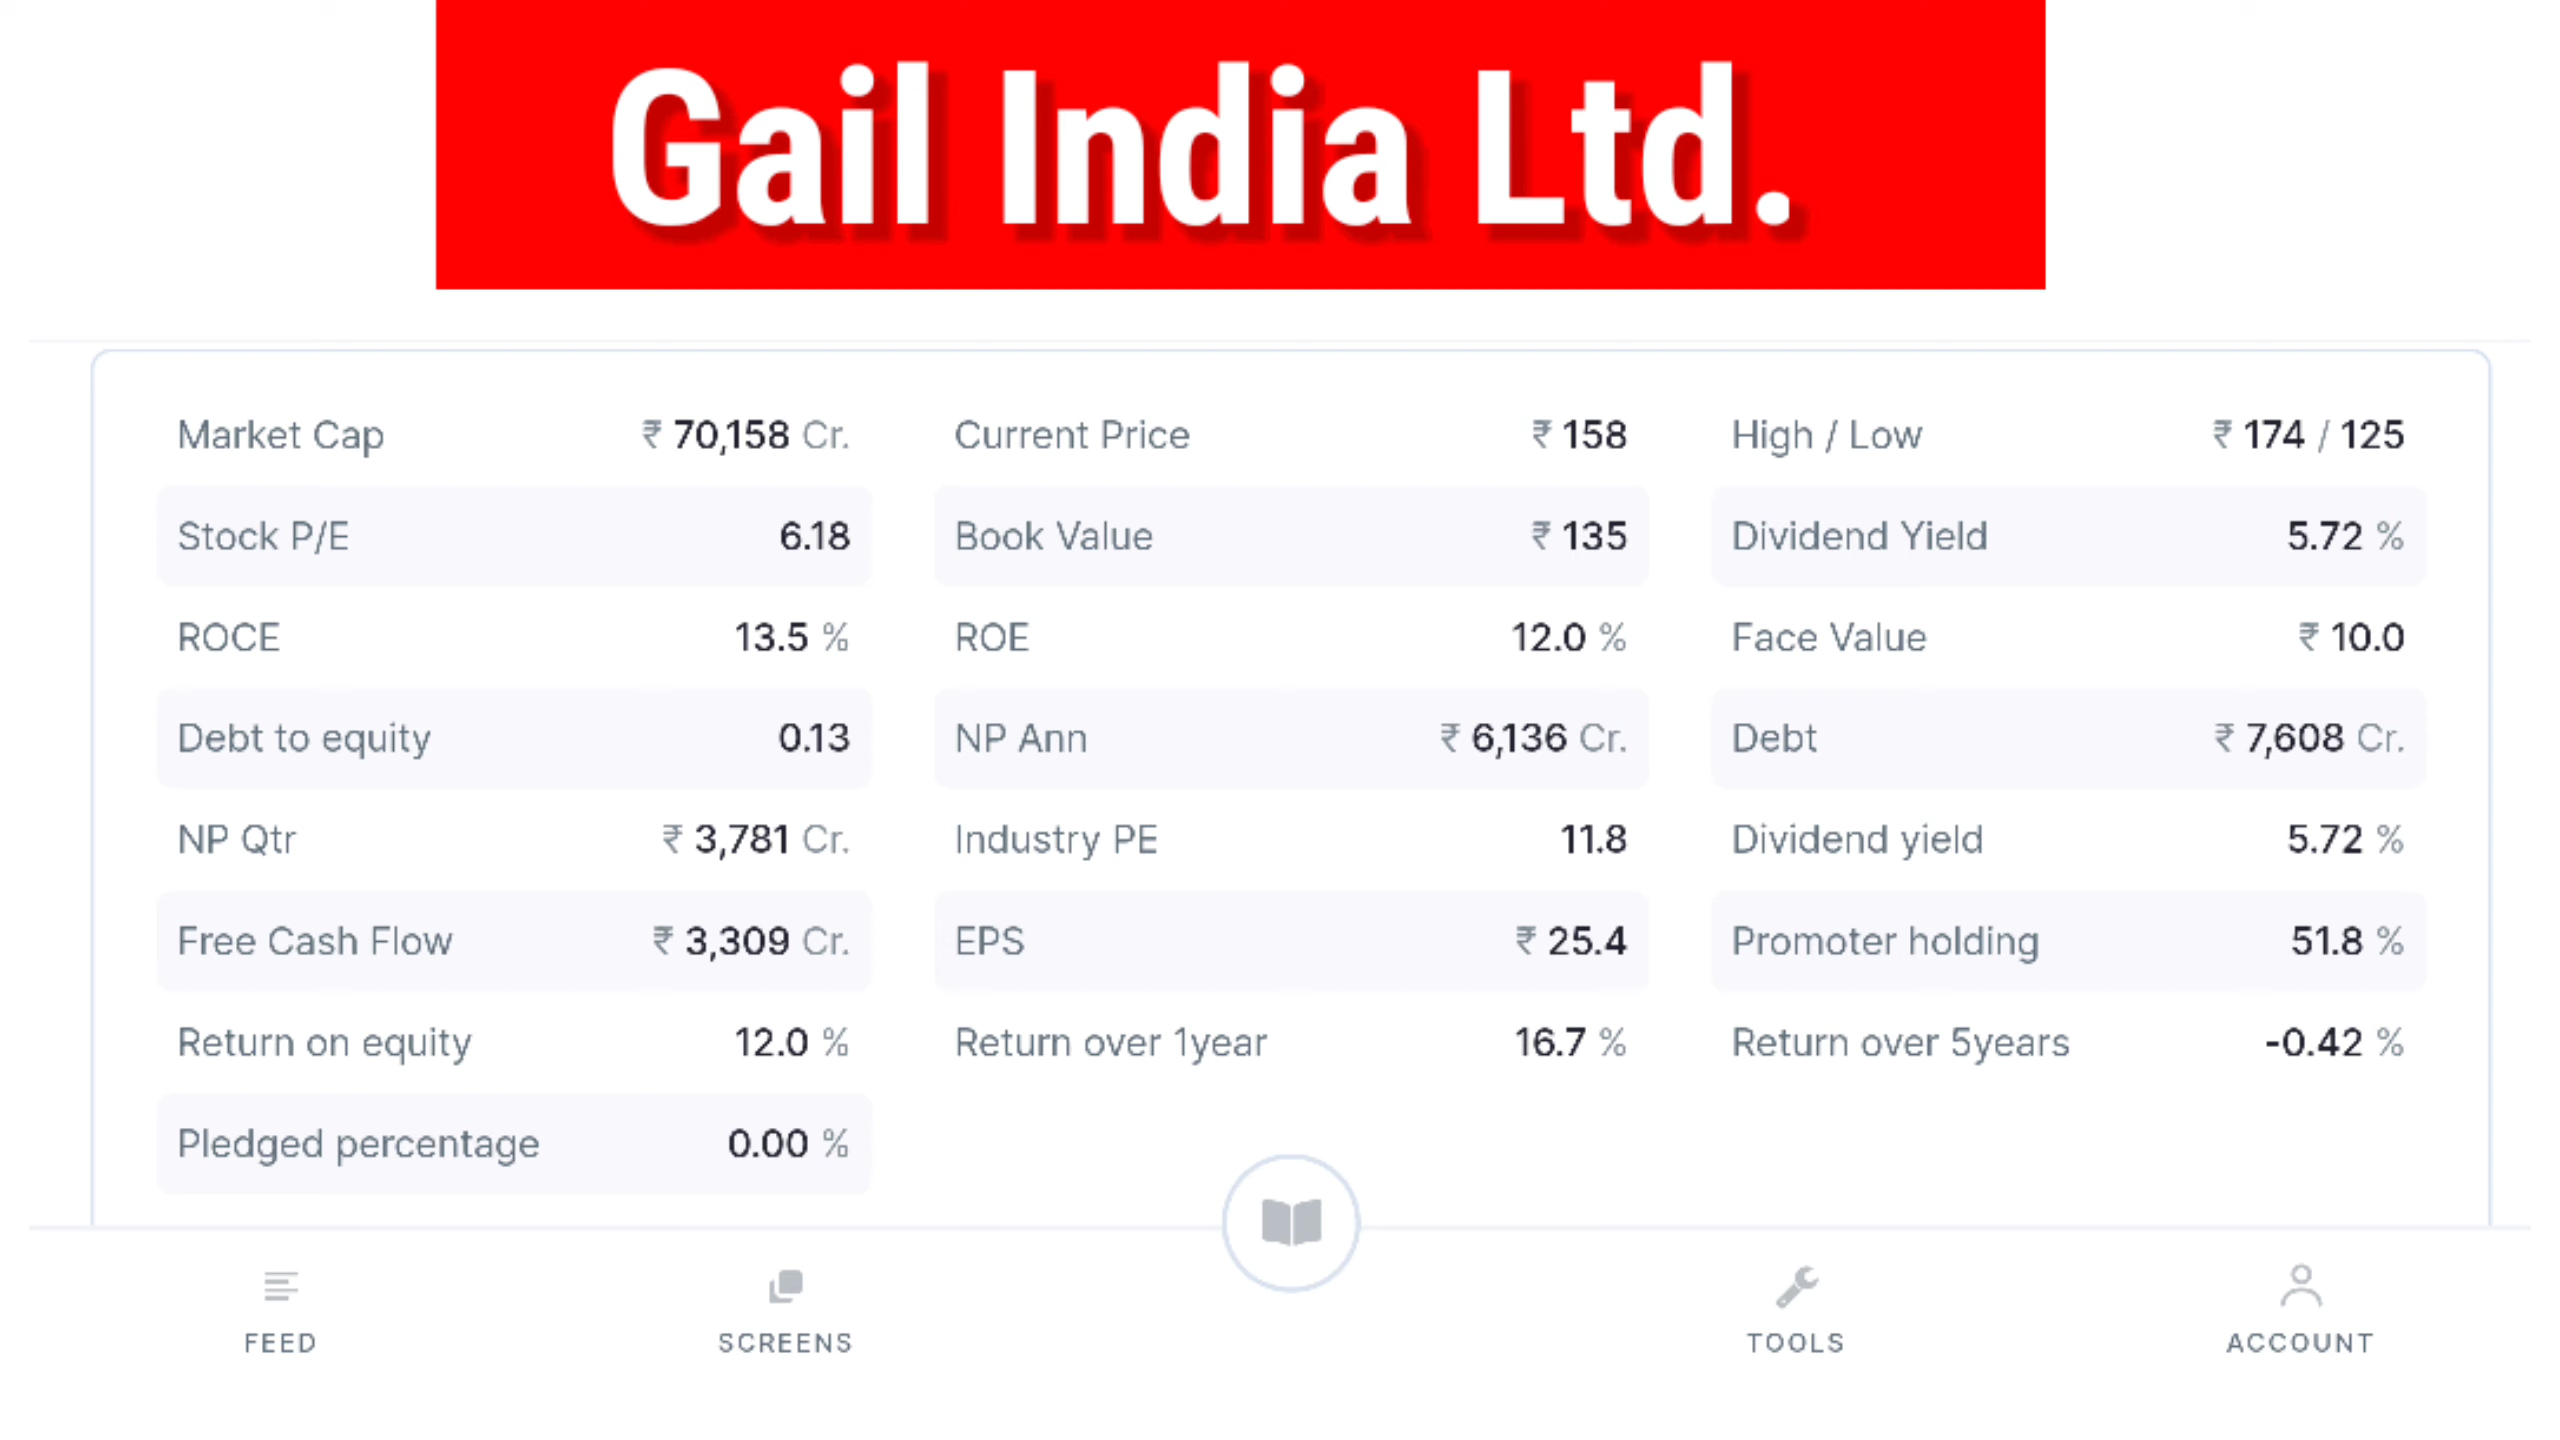 Gail India Ltd.
Market Cap ₹ 70,158 Cr. Current Price ₹ 158 High / Low ₹ 174 / 125
Stock P/E 6.18 Book Value ₹ 135 Dividend Yield 5.72 %
ROCE 13.5 % ROE 12.0 % Face Value ₹ 10.0
Debt to equity 0.13 NP Ann ₹ 6,136 Cr. Debt ₹ 7,608 Cr.
NP Qtr ₹ 3,781 Cr. Industry PE 11.8 Dividend yield 5.72 %
Free Cash Flow ₹ 3,309 Cr. EPS ₹ 25.4 Promoter holding 51.8 %
Return on equity 12.0 % Return over 1year 16.7 % Return over 5years -0.42 %
Pledged percentage 0.00 %
FEED SCREENS TOOLS ACCOUNT